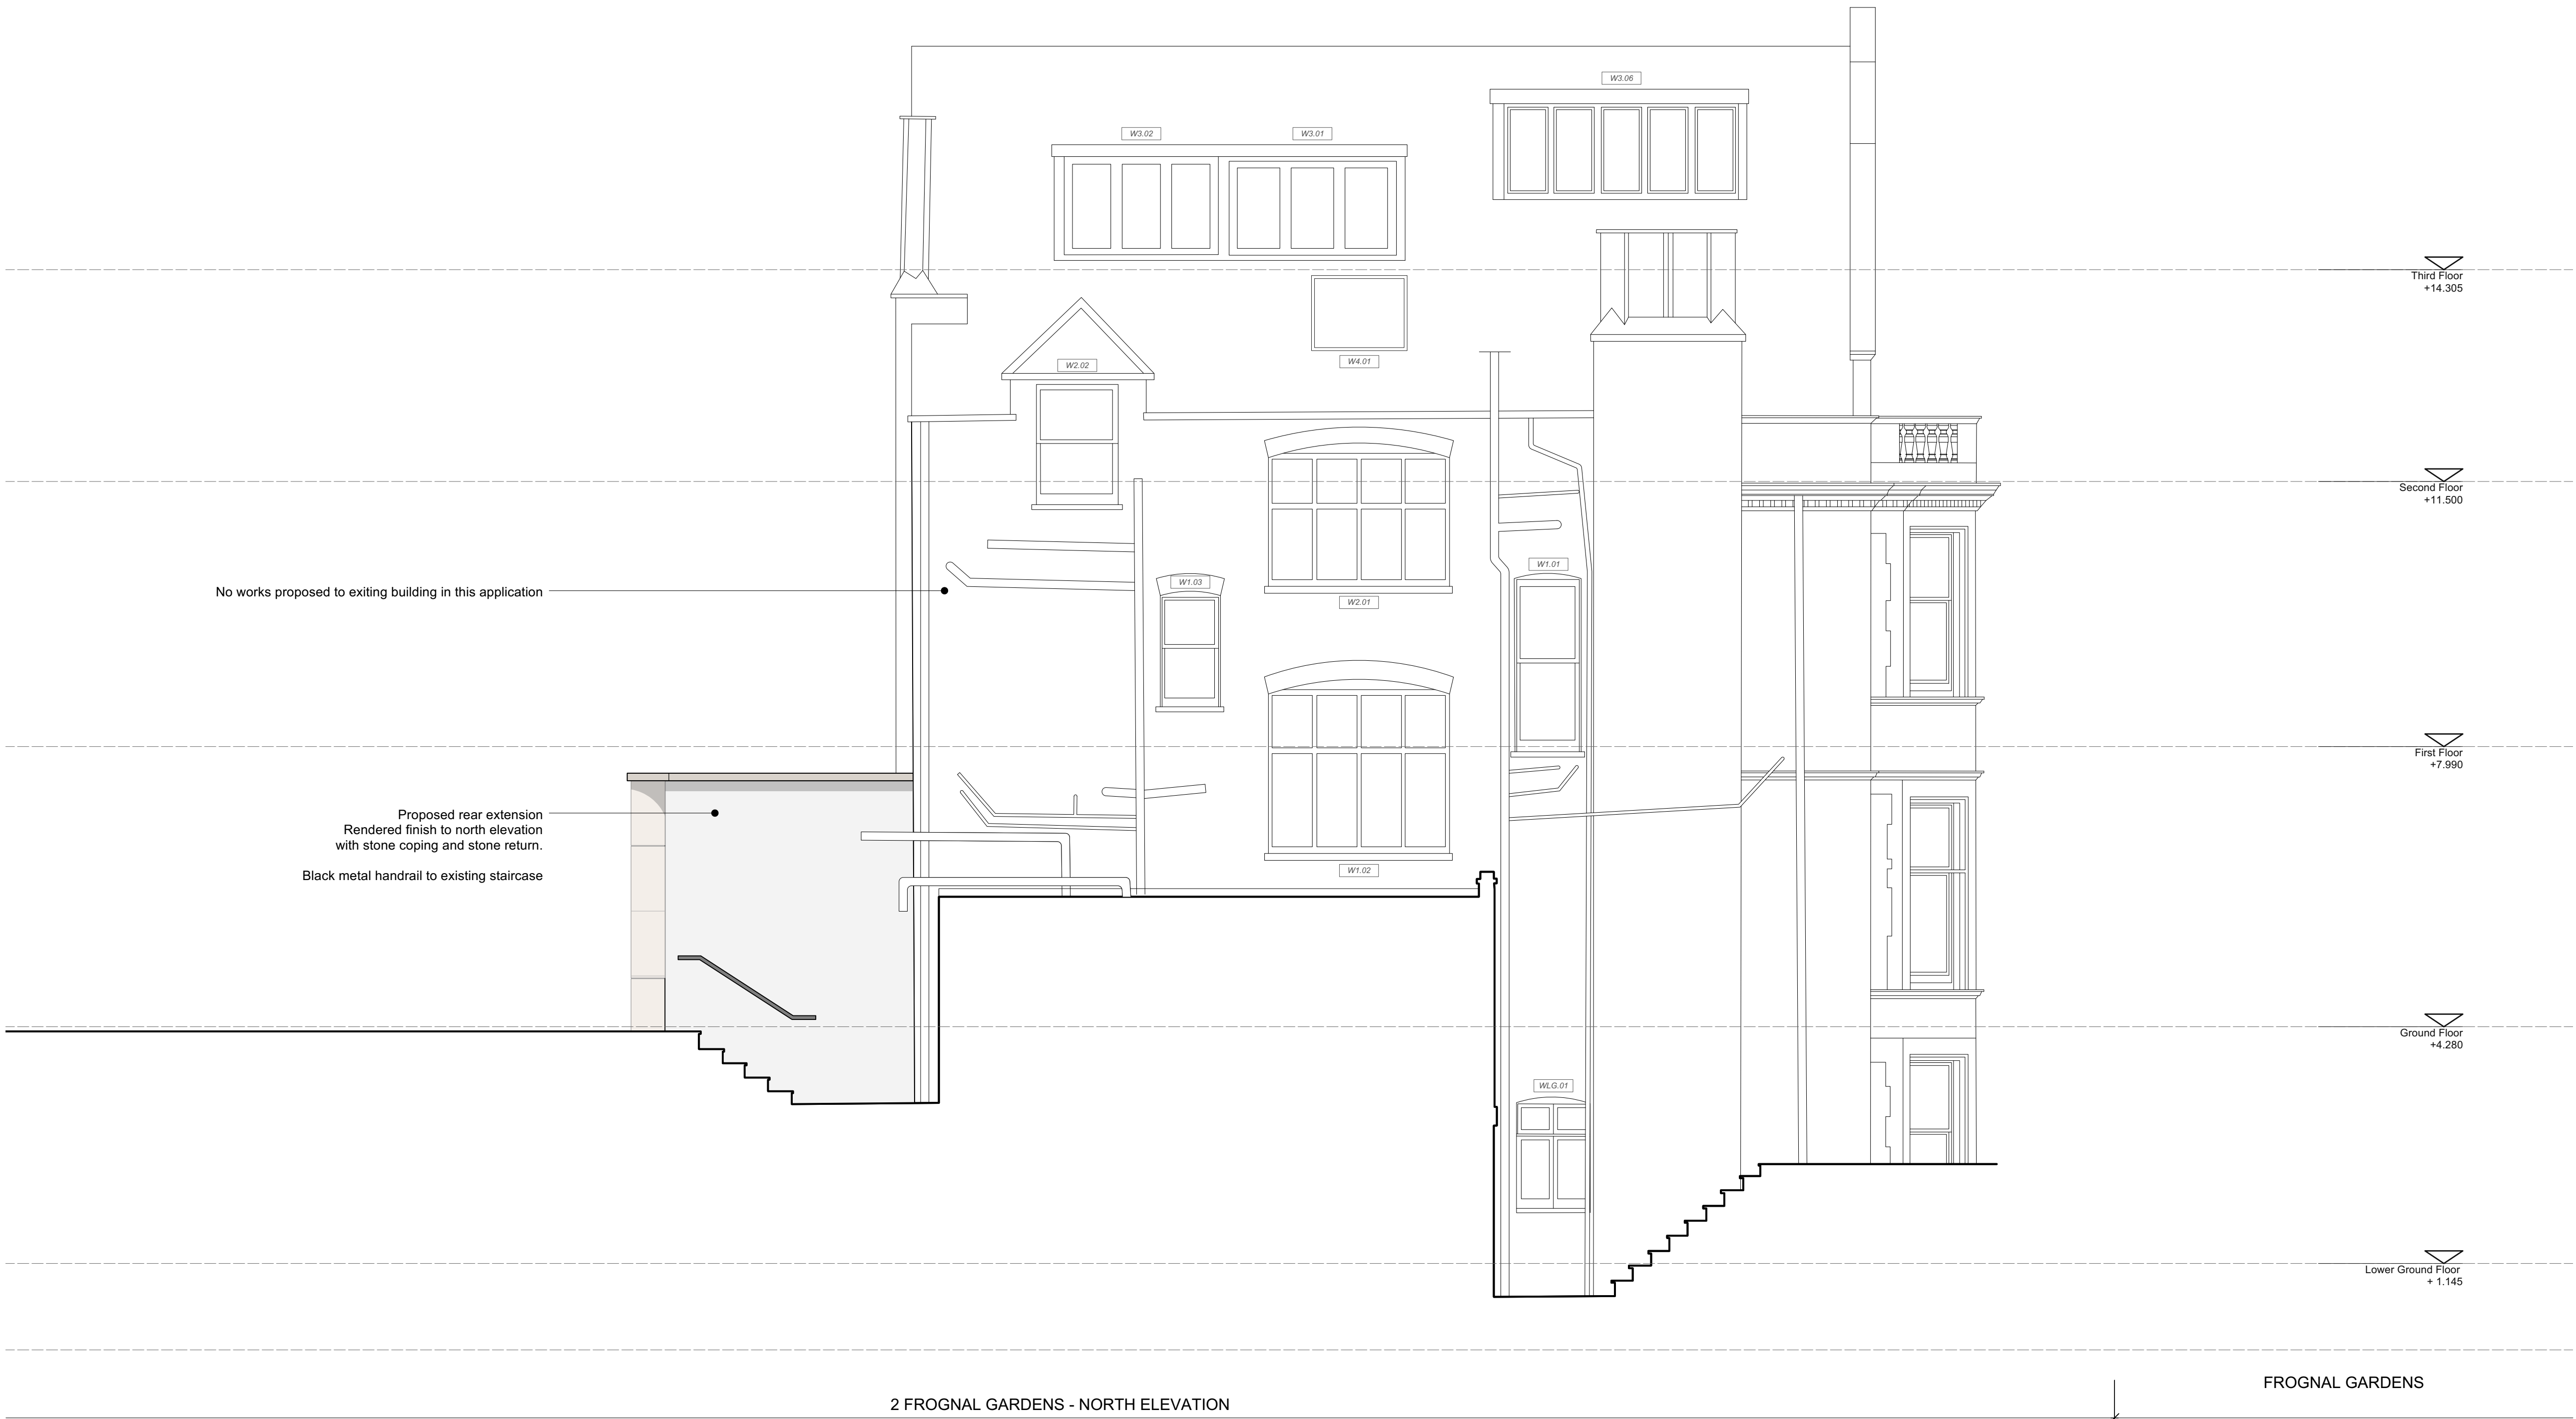 W3.06
W3.02
W3.01
Third Floor
+14.305
W4.01
W2.02
Second Floor
+11.500
W1.01
W1.03
No works proposed to exiting building in this application
W2.01
First Floor
+7.990
Proposed rear extension
Rendered finish to north elevation
with stone coping and stone return.
Black metal handrail to existing staircase
W1.02
Ground Floor
+4.280
WLG.01
Lower Ground Floor
+ 1.145
FROGNAL GARDENS
2 FROGNAL GARDENS - NORTH ELEVATION